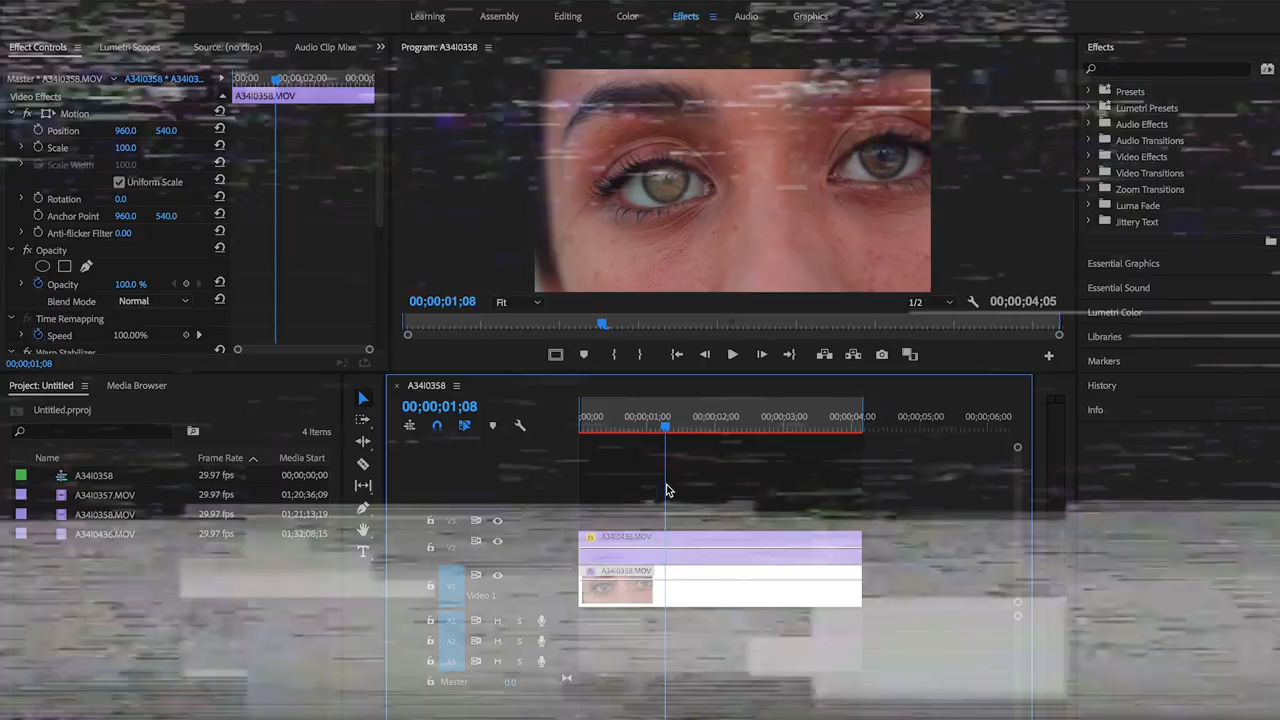 Learning Assembly Editing Color Effects Audio Graphics
Effect Controls Lumetri Scopes Source: (no clips) Audio Clip Mixe
Program: A34I0358
Effects
Master * A34I0358.MOV A34I0358 * A34I03...
:00;00 00;00;02;00 00;00;0
Video Effects
A34I0358.MOV
fx Motion
Position 960.0 540.0
Scale 100.0
Scale Width 100.0
Uniform Scale
Rotation 0.0
Anchor Point 960.0 540.0
Anti-flicker Filter 0.00
fx Opacity
Opacity 100.0 %
Blend Mode Normal
Time Remapping
Speed 100.00%
Warp Stabilizer
00;00;01;08
00;00;01;08 Fit 1/2 00;00;04;05
Presets
Lumetri Presets
Audio Effects
Audio Transitions
Video Effects
Video Transitions
Zoom Transitions
Luma Fade
Jittery Text
Essential Graphics
Essential Sound
Lumetri Color
Libraries
Markers
History
Info
Project: Untitled Media Browser
Untitled.prproj
4 Items
Name Frame Rate Media Start
A34I0358 29.97 fps 00;00;00;00
A34I0357.MOV 29.97 fps 01;20;36;09
A34I0358.MOV 29.97 fps 01;21;13;19
A34I0436.MOV 29.97 fps 01;32;08;15
A34I0358
00;00;01;08
:00;00 00;00;01;00 00;00;02;00 00;00;03;00 00;00;04;00 00;00;05;00 00;00;06;00
V3
V2
fx A34I0436.MOV
V1
Video 1
fx A34I0358.MOV
A1 M S
A2 M S
A3 M S
Master 0.0